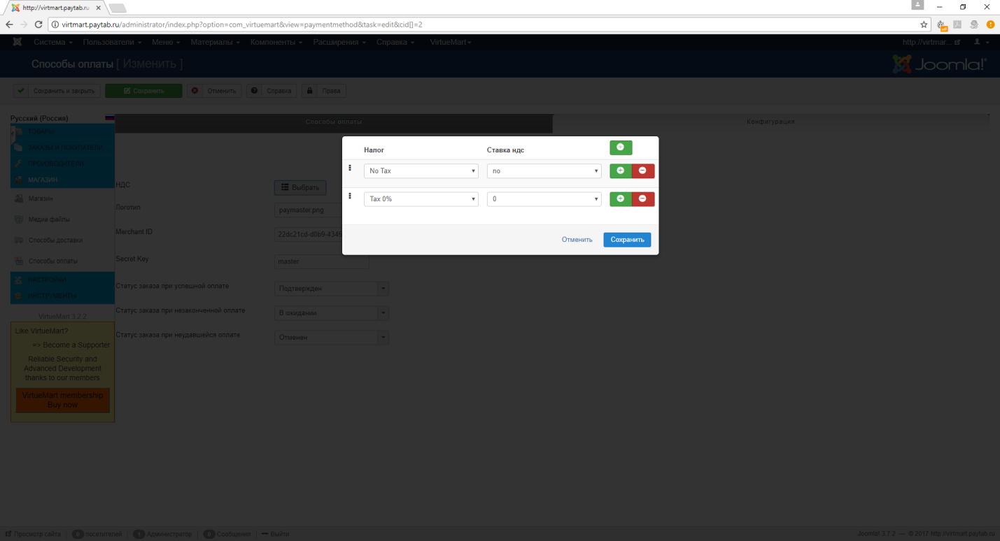 http://virtmart.paytab.ru
virtmart.paytab.ru/administrator/index.php?option=com_virtuemart&view=paymentmethod&task=edit&cid[]=2
Система Пользователи Меню Материалы Компоненты Расширения Справка VirtueMart http://virtmar...
Способы оплаты [ Изменить ] Joomla!®
Сохранить и закрыть Сохранить Отменить Справка Права
Русский (Россия)
Способы оплаты Конфигурация
ТОВАРЫ
ЗАКАЗЫ И ПОКУПАТЕЛИ
ПРОИЗВОДИТЕЛИ
МАГАЗИН
Магазин
Медиа файлы
Способы доставки
Способы оплаты
НАСТРОЙКИ
ИНСТРУМЕНТЫ
VirtueMart 3.2.2
Like VirtueMart?
=> Become a Supporter
Reliable Security and
Advanced Development
thanks to our members
VirtueMart membership
Buy now
НДС Выбрать
Логотип paymaster.png
Merchant ID 22dc21cd-d0b9-4345
Secret Key master
Статус заказа при успешной оплате Подтвержден
Статус заказа при незаконченной оплате В ожидании
Статус заказа при неудавшейся оплате Отменен
Налог Ставка ндс
No Tax no
Tax 0% 0
Отменить Сохранить
Просмотр сайта 0 посетителей 1 Администратор 0 Сообщения Выйти
Joomla! 3.7.2 — © 2017 http://virtmart.paytab.ru